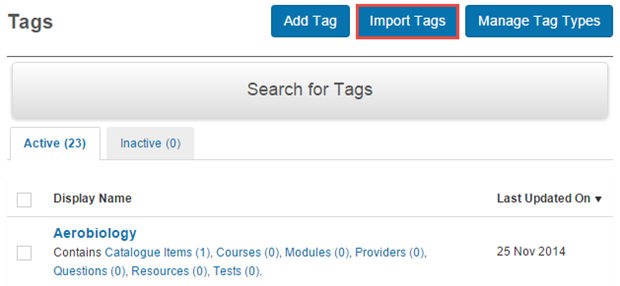 Tags Add Tag Import Tags Manage Tag Types
Search for Tags
Active (23) Inactive (0)
Display Name Last Updated On ▼
Aerobiology
Contains Catalogue Items (1), Courses (0), Modules (0), Providers (0), 25 Nov 2014
Questions (0), Resources (0), Tests (0).